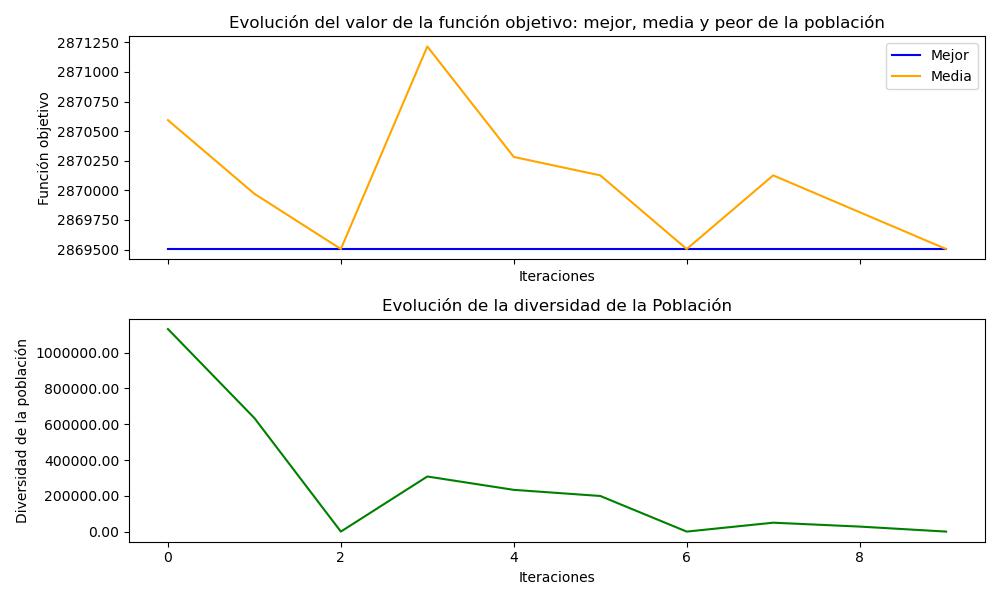 Evolución del valor de la función objetivo: mejor, media y peor de la población
2871250
2871000
2870750
2870500
2870250
2870000
2869750
2869500
Función objetivo
Mejor
Media
Iteraciones
Evolución de la diversidad de la Población
1000000.00
800000.00
600000.00
400000.00
200000.00
0.00
Diversidad de la población
0 2 4 6 8
Iteraciones